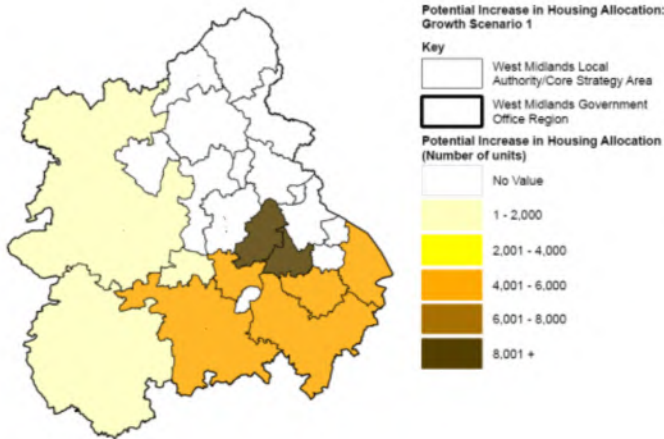 Potential Increase in Housing Allocation:
Growth Scenario 1
Key
West Midlands Local
Authority/Core Strategy Area
West Midlands Government
Office Region
Potential Increase in Housing Allocation
(Number of units)
No Value
1 - 2,000
2,001 - 4,000
4,001 - 6,000
6,001 - 8,000
8,001 +